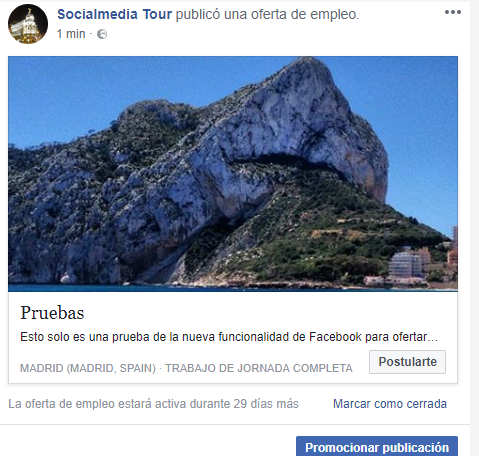 Socialmedia Tour publicó una oferta de empleo.
1 min ·
Pruebas
Esto solo es una prueba de la nueva funcionalidad de Facebook para ofertar...
MADRID (MADRID, SPAIN) · TRABAJO DE JORNADA COMPLETA
Postularte
La oferta de empleo estará activa durante 29 días más
Marcar como cerrada
Promocionar publicación